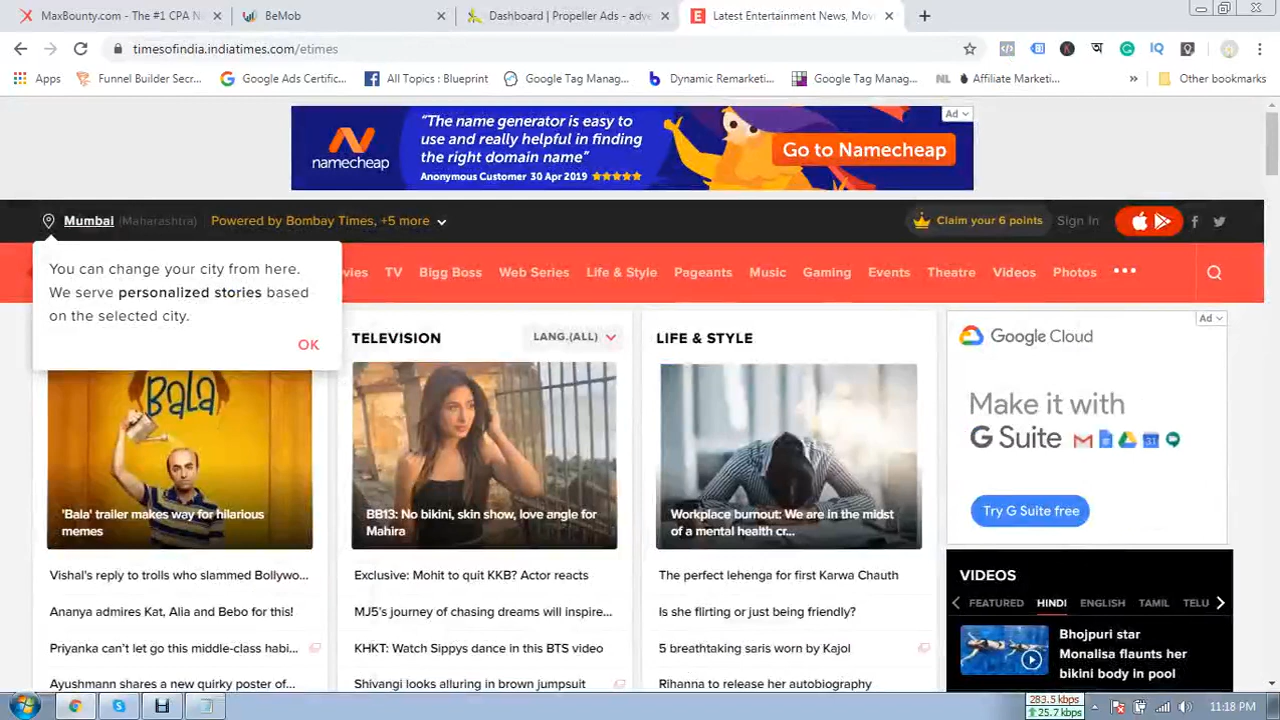 MaxBounty.com - The #1 CPA N
BeMob
Dashboard | Propeller Ads - adve
Latest Entertainment News, Mov
timesofindia.indiatimes.com/etimes
Apps
Funnel Builder Secr...
Google Ads Certific...
All Topics : Blueprint
Google Tag Manag...
Dynamic Remarketi...
Google Tag Manag...
NL
Affiliate Marketi...
Other bookmarks
"The name generator is easy to
use and really helpful in finding
the right domain name"
Anonymous Customer 30 Apr 2019
namecheap
Go to Namecheap
Ad
Mumbai (Maharashtra)
Powered by Bombay Times, +5 more
Claim your 6 points
Sign In
You can change your city from here.
We serve personalized stories based
on the selected city.
OK
ovies
TV
Bigg Boss
Web Series
Life & Style
Pageants
Music
Gaming
Events
Theatre
Videos
Photos
BALA
'Bala' trailer makes way for hilarious
memes
Vishal's reply to trolls who slammed Bollywo...
Ananya admires Kat, Alia and Bebo for this!
Priyanka can't let go this middle-class habi...
Ayushmann shares a new quirky poster of...
TELEVISION
LANG.(ALL)
BB13: No bikini, skin show, love angle for
Mahira
Exclusive: Mohit to quit KKB? Actor reacts
MJ5's journey of chasing dreams will inspire...
KHKT: Watch Sippys dance in this BTS video
Shivangi looks alluring in brown jumpsuit
LIFE & STYLE
Workplace burnout: We are in the midst
of a mental health cr...
The perfect lehenga for first Karwa Chauth
Is she flirting or just being friendly?
5 breathtaking saris worn by Kajol
Rihanna to release her autobiography
Ad
Google Cloud
Make it with
G Suite
Try G Suite free
VIDEOS
FEATURED
HINDI
ENGLISH
TAMIL
TELU
Bhojpuri star
Monalisa flaunts her
bikini body in pool
283.5 kbps
25.7 kbps
11:18 PM